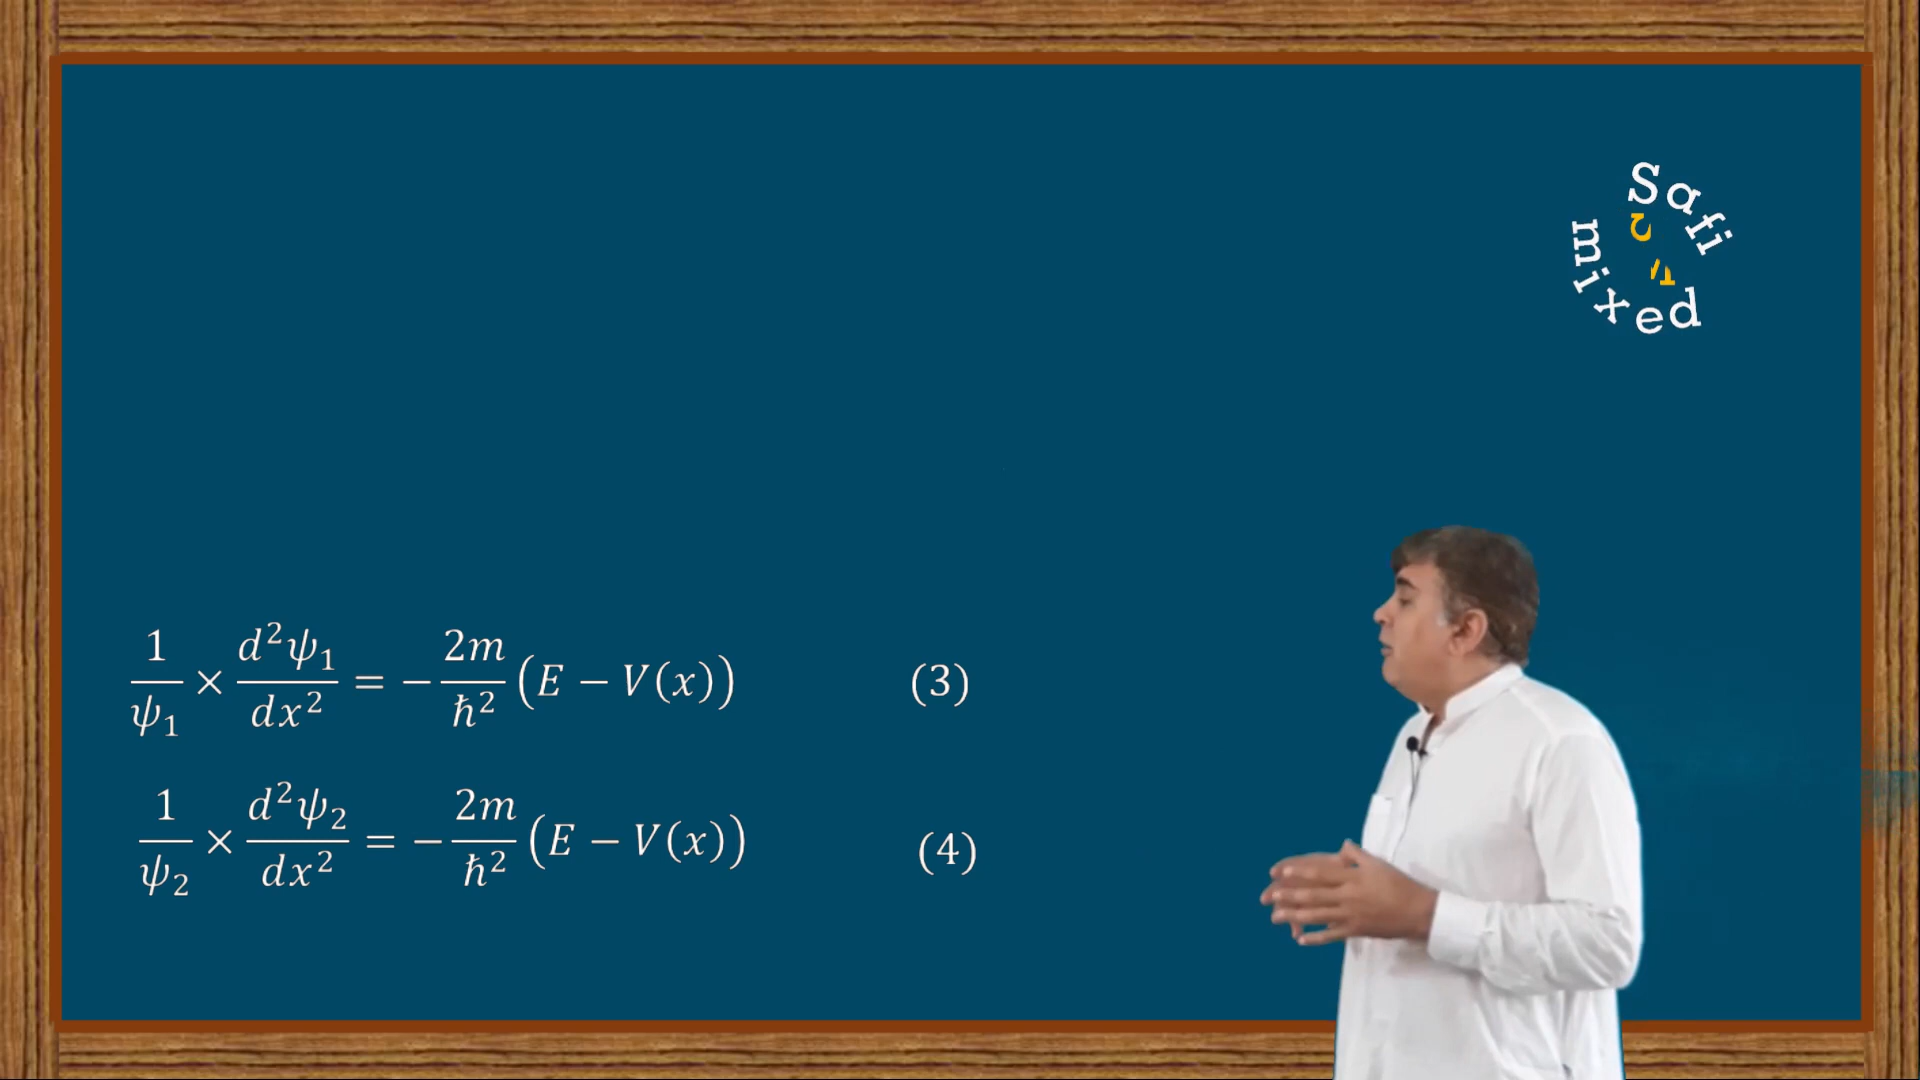 Safi
mixed
1/ψ₁ × d²ψ₁/dx² = − 2m/ħ² (E − V(x)) (3)
1/ψ₂ × d²ψ₂/dx² = − 2m/ħ² (E − V(x)) (4)